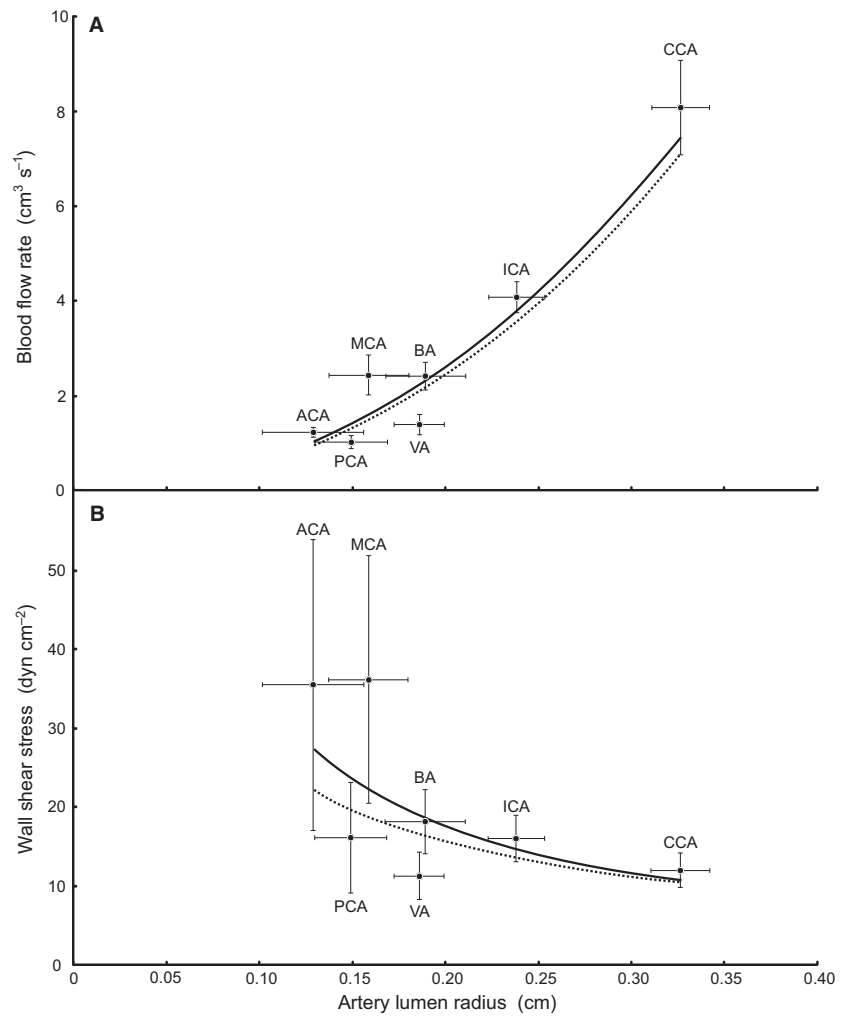 10
A
CCA
8
Blood flow rate (cm³ s⁻¹)
6
ICA
4
MCA
BA
2
ACA
VA
PCA
0
B
ACA
MCA
50
40
Wall shear stress (dyn cm⁻²)
30
BA
20
ICA
CCA
10
PCA
VA
0
0
0.05
0.10
0.15
0.20
0.25
0.30
0.35
0.40
Artery lumen radius (cm)